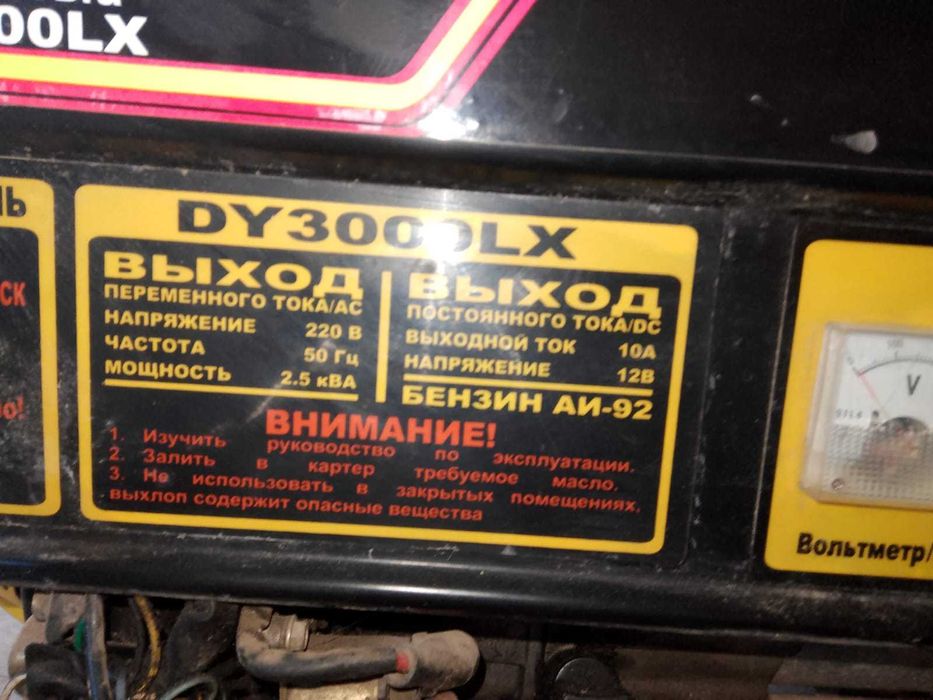 00LX
DY3000LX
ВЫХОД
ПЕРЕМЕННОГО ТОКА/АС
НАПРЯЖЕНИЕ 220 В
ЧАСТОТА 50 Гц
МОЩНОСТЬ 2.5 кВА
ВЫХОД
ПОСТОЯННОГО ТОКА/DC
ВЫХОДНОЙ ТОК 10А
НАПРЯЖЕНИЕ 12В
БЕНЗИН АИ-92
ВНИМАНИЕ!
1. Изучить руководство по эксплуатации.
2. Залить в картер требуемое масло.
3. Не использовать в закрытых помещениях,
выхлоп содержит опасные вещества
V
Вольтметр/